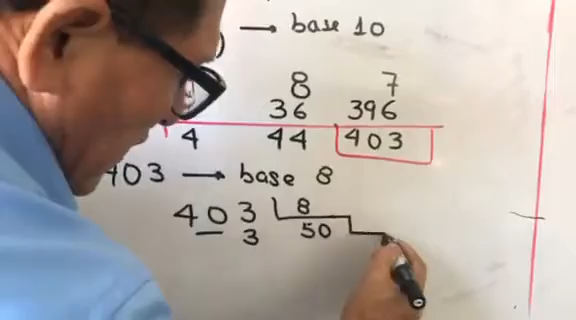 ) → base 10
8 7
36 396
4 44 403
403 → base 8
403 8
3 50